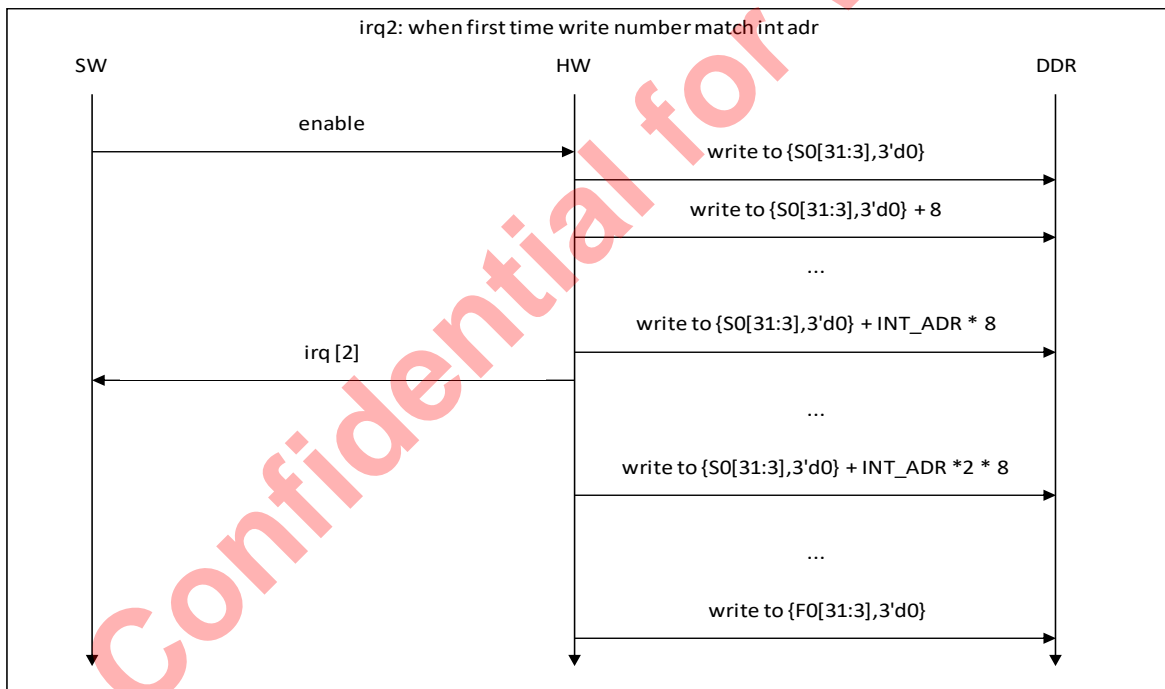 irq2: when first time write number match int adr
SW HW DDR
enable
write to {S0[31:3],3'd0}
write to {S0[31:3],3'd0} + 8
...
write to {S0[31:3],3'd0} + INT_ADR * 8
irq [2]
...
write to {S0[31:3],3'd0} + INT_ADR *2 * 8
...
write to {F0[31:3],3'd0}
Confidential for